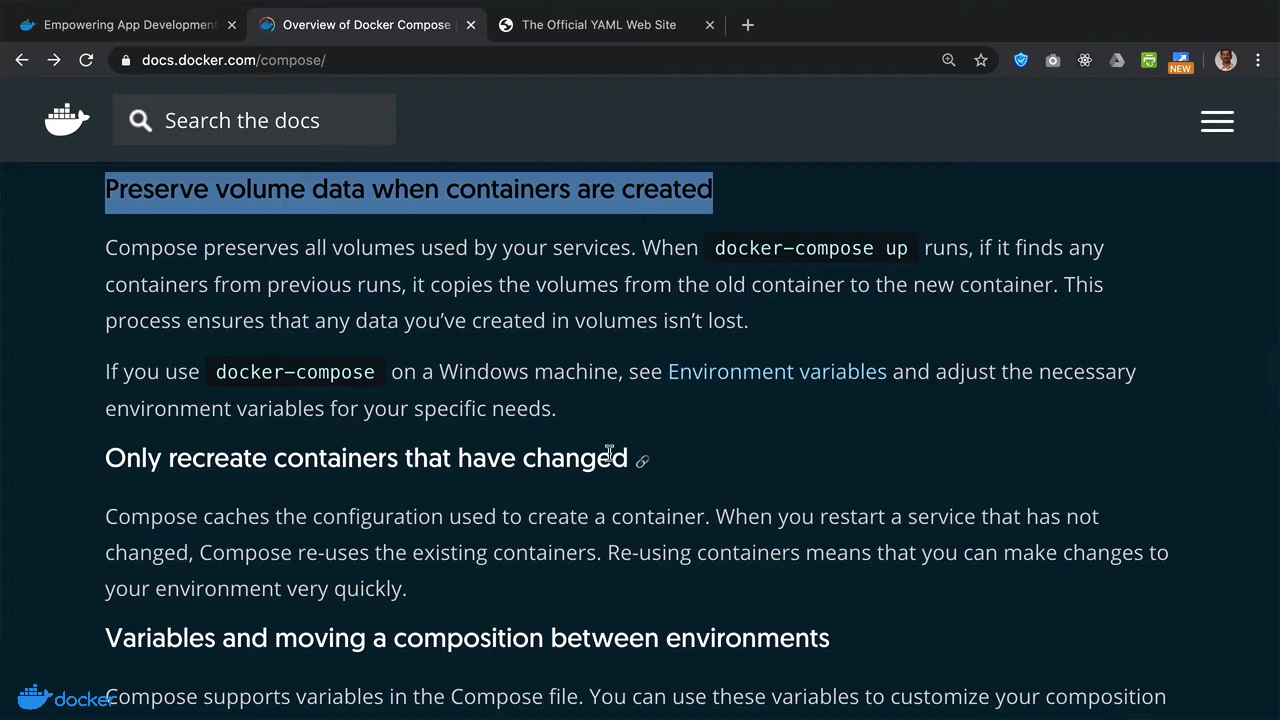 Empowering App Development
Overview of Docker Compose
The Official YAML Web Site
docs.docker.com/compose/
NEW
Search the docs
Preserve volume data when containers are created
Compose preserves all volumes used by your services. When docker-compose up runs, if it finds any
containers from previous runs, it copies the volumes from the old container to the new container. This
process ensures that any data you’ve created in volumes isn’t lost.
If you use docker-compose on a Windows machine, see Environment variables and adjust the necessary
environment variables for your specific needs.
Only recreate containers that have changed
Compose caches the configuration used to create a container. When you restart a service that has not
changed, Compose re-uses the existing containers. Re-using containers means that you can make changes to
your environment very quickly.
Variables and moving a composition between environments
Compose supports variables in the Compose file. You can use these variables to customize your composition
docker